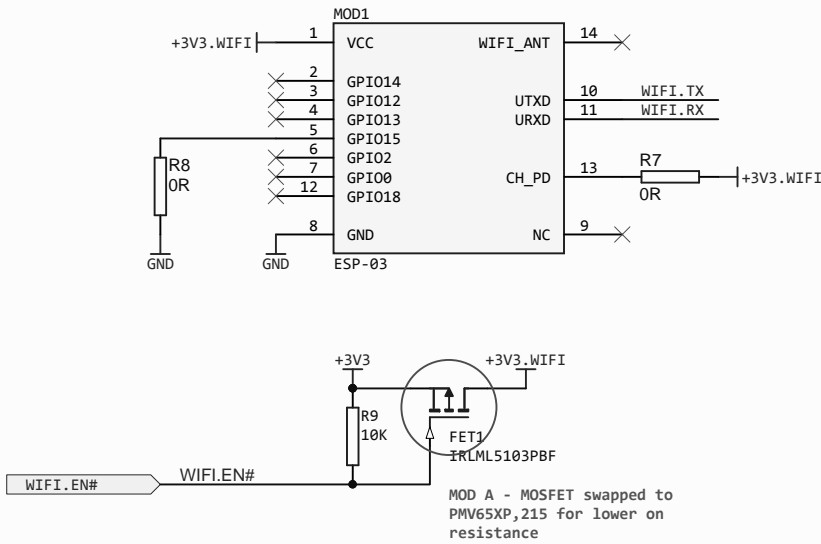 MOD1
+3V3.WIFI 1 VCC WIFI_ANT 14
2 GPIO14
3 GPIO12 UTXD 10 WIFI.TX
4 GPIO13 URXD 11 WIFI.RX
5 GPIO15
6 GPIO2
7 GPIO0 CH_PD 13 R7 +3V3.WIFI
0R
12 GPIO18
R8
0R
8 GND NC 9
GND GND ESP-03
+3V3 +3V3.WIFI
R9
10K
FET1
IRLML5103PBF
WIFI.EN# WIFI.EN#
MOD A - MOSFET swapped to
PMV65XP,215 for lower on
resistance